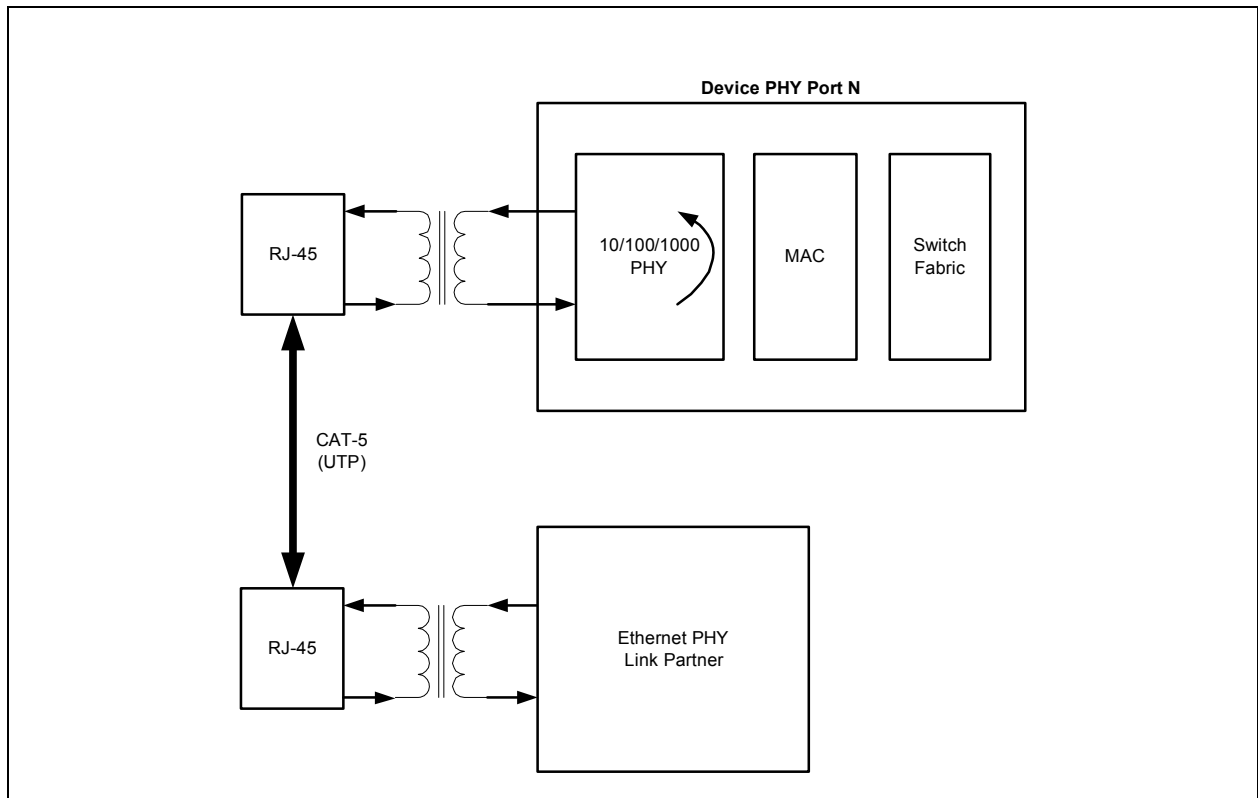 Device PHY Port N
RJ-45
10/100/1000
PHY
MAC
Switch
Fabric
CAT-5
(UTP)
RJ-45
Ethernet PHY
Link Partner